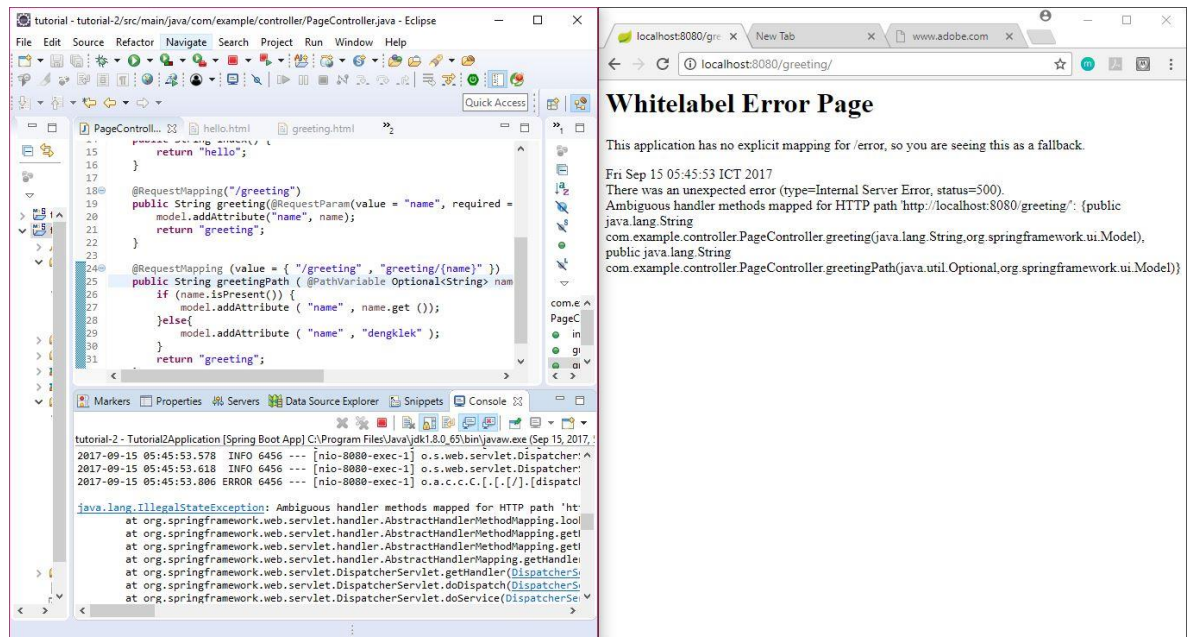 tutorial - tutorial-2/src/main/java/com/example/controller/PageController.java - Eclipse
File Edit Source Refactor Navigate Search Project Run Window Help
Quick Access
PageControll... hello.html greeting.html »2
»1
public String index() {
15 return "hello";
16 }
17
18 @RequestMapping("/greeting")
19 public String greeting(@RequestParam(value = "name", required =
20 model.addAttribute("name", name);
21 return "greeting";
22 }
23
24 @RequestMapping (value = { "/greeting" , "greeting/{name}" })
25 public String greetingPath ( @PathVariable Optional<String> nam
26 if (name.isPresent()) {
27 model.addAttribute ( "name" , name.get ());
28 }else{
29 model.addAttribute ( "name" , "dengklek" );
30 }
31 return "greeting";
com.e
PageC
in
gr
Markers Properties Servers Data Source Explorer Snippets Console
tutorial-2 - Tutorial2Application [Spring Boot App] C:\Program Files\Java\jdk1.8.0_65\bin\javaw.exe (Sep 15, 2017,
2017-09-15 05:45:53.578 INFO 6456 --- [nio-8080-exec-1] o.s.web.servlet.Dispatcher
2017-09-15 05:45:53.618 INFO 6456 --- [nio-8080-exec-1] o.s.web.servlet.Dispatcher
2017-09-15 05:45:53.806 ERROR 6456 --- [nio-8080-exec-1] o.a.c.c.C.[.[.[/].[dispatc
java.lang.IllegalStateException: Ambiguous handler methods mapped for HTTP path 'ht
at org.springframework.web.servlet.handler.AbstractHandlerMethodMapping.loo
at org.springframework.web.servlet.handler.AbstractHandlerMethodMapping.get
at org.springframework.web.servlet.handler.AbstractHandlerMethodMapping.get
at org.springframework.web.servlet.handler.AbstractHandlerMapping.getHandle
at org.springframework.web.servlet.DispatcherServlet.getHandler(DispatcherS
at org.springframework.web.servlet.DispatcherServlet.doDispatch(DispatcherS
at org.springframework.web.servlet.DispatcherServlet.doService(DispatcherSe
localhost:8080/gre New Tab www.adobe.com
localhost:8080/greeting/
Whitelabel Error Page
This application has no explicit mapping for /error, so you are seeing this as a fallback.
Fri Sep 15 05:45:53 ICT 2017
There was an unexpected error (type=Internal Server Error, status=500).
Ambiguous handler methods mapped for HTTP path 'http://localhost:8080/greeting/': {public
java.lang.String
com.example.controller.PageController.greeting(java.lang.String,org.springframework.ui.Model),
public java.lang.String
com.example.controller.PageController.greetingPath(java.util.Optional,org.springframework.ui.Model)}